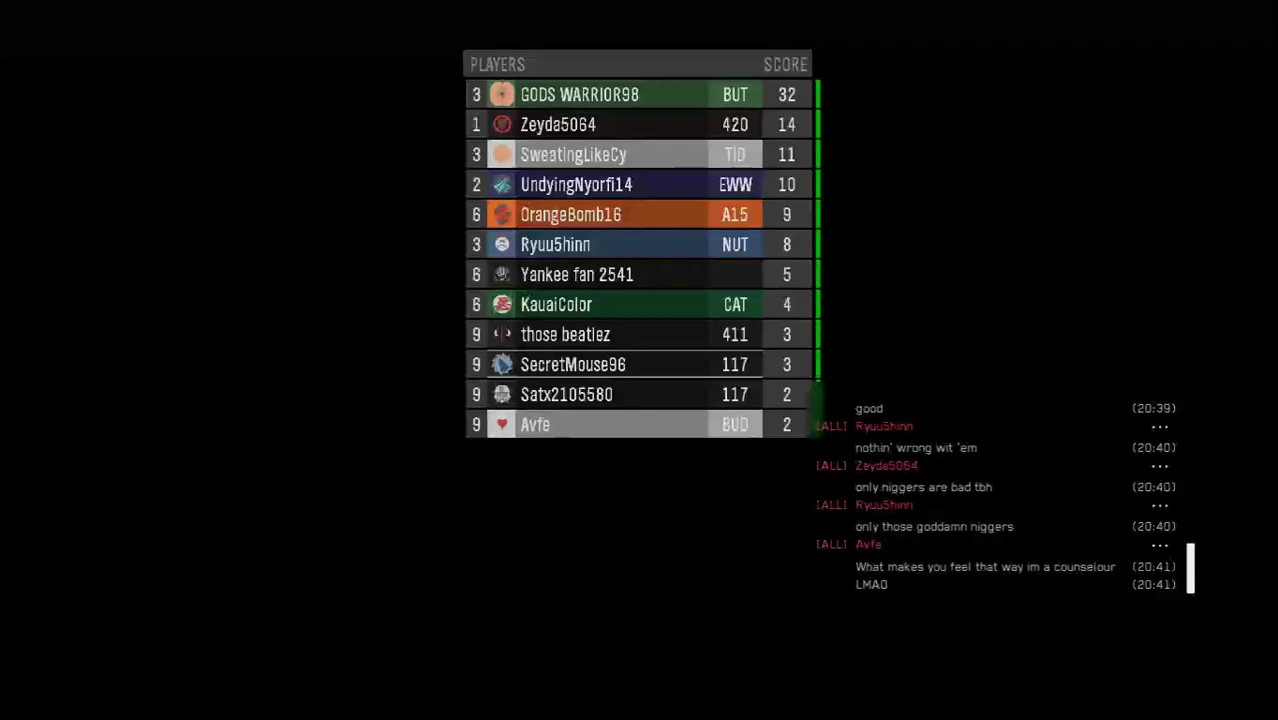 PLAYERS SCORE
3 GODS WARRIOR98 BUT 32
1 Zeyda5064 420 14
3 SweatingLikeCy TID 11
2 UndyingNyorfi14 EWW 10
6 OrangeBomb16 A15 9
3 Ryuu5hinn NUT 8
6 Yankee fan 2541 5
6 KauaiColor CAT 4
9 those beatlez 411 3
9 SecretMouse96 117 3
9 Satx2105580 117 2
9 Avfe BUD 2
good (20:39)
[ALL] Ryuu5hinn ...
nothin' wrong wit 'em (20:40)
[ALL] Zeyda5064 ...
only niggers are bad tbh (20:40)
[ALL] Ryuu5hinn ...
only those goddamn niggers (20:40)
[ALL] Avfe ...
What makes you feel that way im a counselour (20:41)
LMAO (20:41)